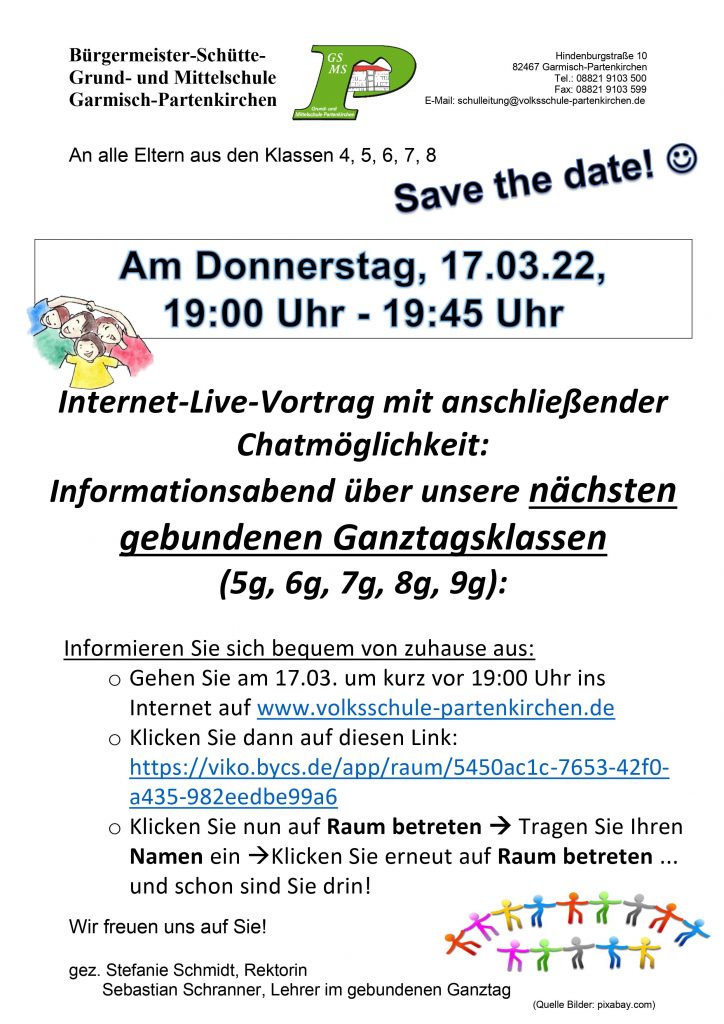 Bürgermeister-Schütte-
Grund- und Mittelschule
Garmisch-Partenkirchen
GS
MS
Grund- und
Mittelschule Partenkirchen
Hindenburgstraße 10
82467 Garmisch-Partenkirchen
Tel.: 08821 9103 500
Fax: 08821 9103 599
E-Mail: schulleitung@volksschule-partenkirchen.de
An alle Eltern aus den Klassen 4, 5, 6, 7, 8
Save the date! ☺
Am Donnerstag, 17.03.22,
19:00 Uhr - 19:45 Uhr
Internet-Live-Vortrag mit anschließender
Chatmöglichkeit:
Informationsabend über unsere nächsten
gebundenen Ganztagsklassen
(5g, 6g, 7g, 8g, 9g):
Informieren Sie sich bequem von zuhause aus:
o Gehen Sie am 17.03. um kurz vor 19:00 Uhr ins
Internet auf www.volksschule-partenkirchen.de
o Klicken Sie dann auf diesen Link:
https://viko.bycs.de/app/raum/5450ac1c-7653-42f0-
a435-982eedbe99a6
o Klicken Sie nun auf Raum betreten → Tragen Sie Ihren
Namen ein →Klicken Sie erneut auf Raum betreten ...
und schon sind Sie drin!
Wir freuen uns auf Sie!
gez. Stefanie Schmidt, Rektorin
Sebastian Schranner, Lehrer im gebundenen Ganztag
(Quelle Bilder: pixabay.com)